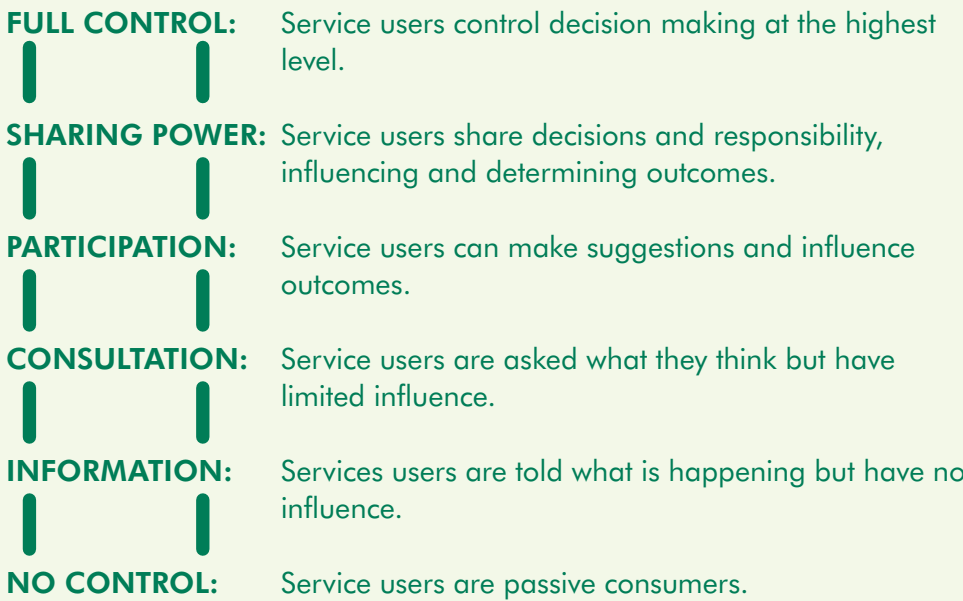 FULL CONTROL: Service users control decision making at the highest
level.
SHARING POWER: Service users share decisions and responsibility,
influencing and determining outcomes.
PARTICIPATION: Service users can make suggestions and influence
outcomes.
CONSULTATION: Service users are asked what they think but have
limited influence.
INFORMATION: Services users are told what is happening but have no
influence.
NO CONTROL: Service users are passive consumers.